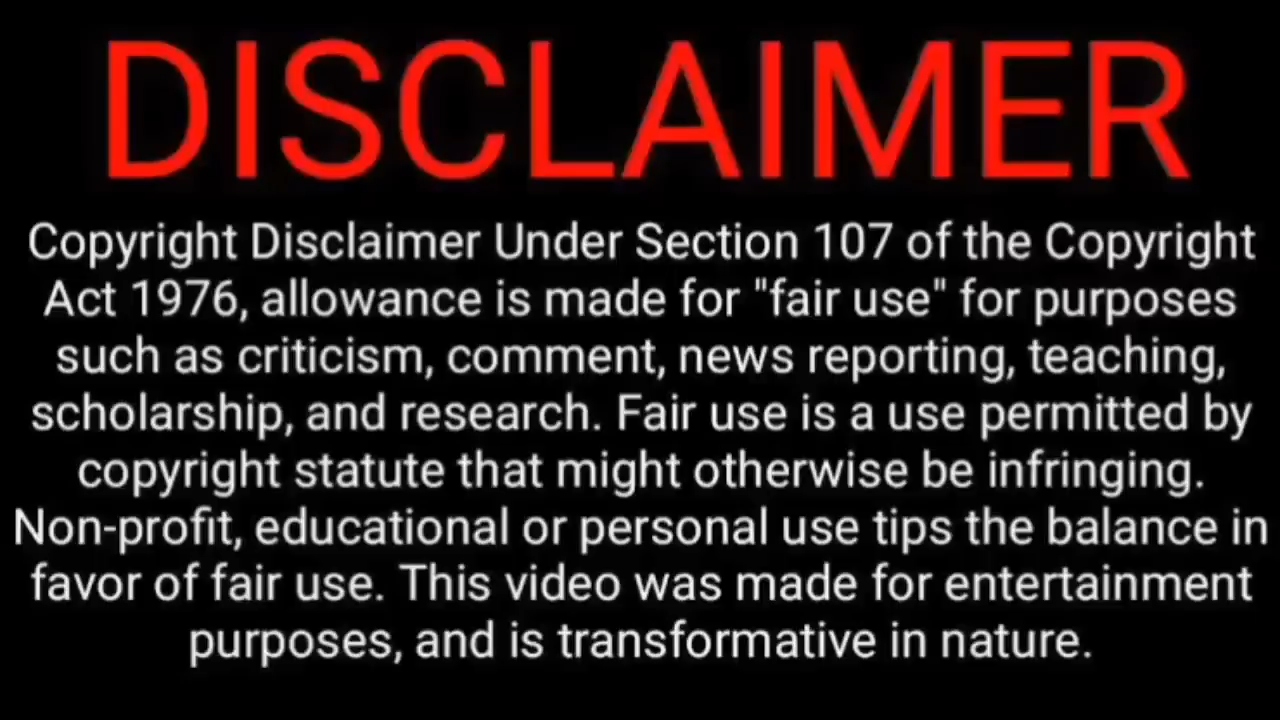 DISCLAIMER
Copyright Disclaimer Under Section 107 of the Copyright
Act 1976, allowance is made for "fair use" for purposes
such as criticism, comment, news reporting, teaching,
scholarship, and research. Fair use is a use permitted by
copyright statute that might otherwise be infringing.
Non-profit, educational or personal use tips the balance in
favor of fair use. This video was made for entertainment
purposes, and is transformative in nature.